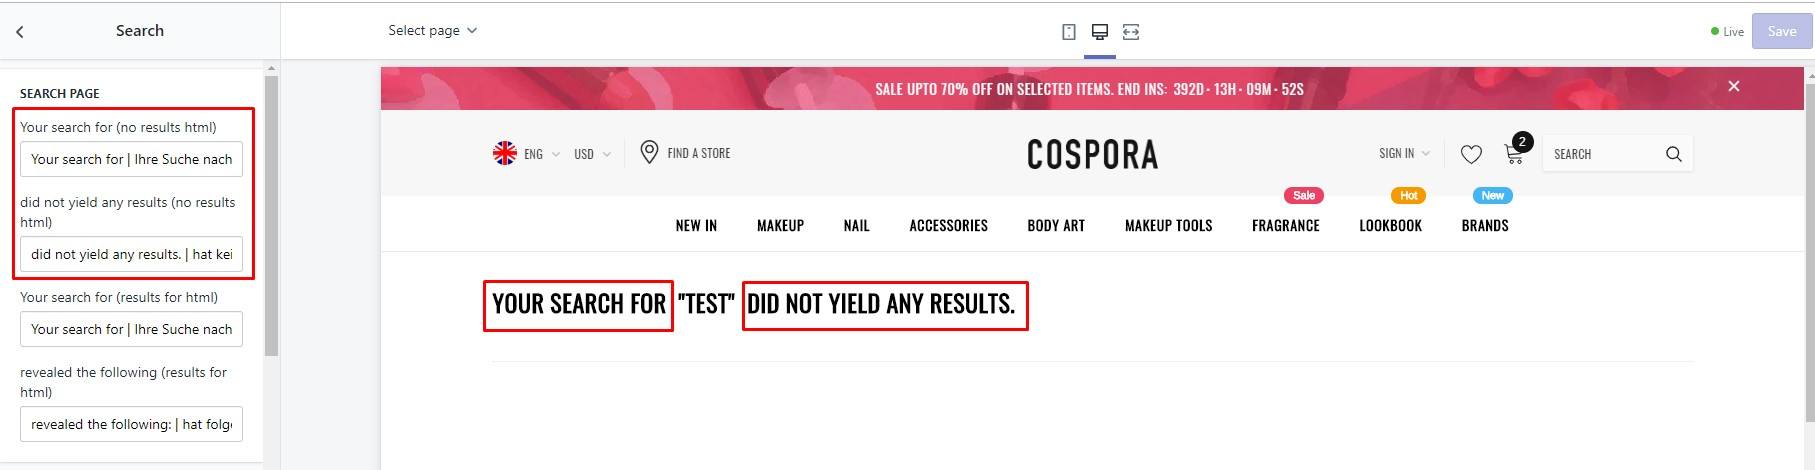 Search
Select page
Live
Save
SEARCH PAGE
Your search for (no results html)
Your search for | Ihre Suche nach
did not yield any results (no results
html)
did not yield any results. | hat kei
Your search for (results for html)
Your search for | Ihre Suche nach
revealed the following (results for
html)
revealed the following: | hat folg
SALE UPTO 70% OFF ON SELECTED ITEMS. END INS: 392D · 13H · 09M · 52S
ENG
USD
FIND A STORE
COSPORA
SIGN IN
2
SEARCH
Sale
Hot
New
NEW IN
MAKEUP
NAIL
ACCESSORIES
BODY ART
MAKEUP TOOLS
FRAGRANCE
LOOKBOOK
BRANDS
YOUR SEARCH FOR "TEST" DID NOT YIELD ANY RESULTS.